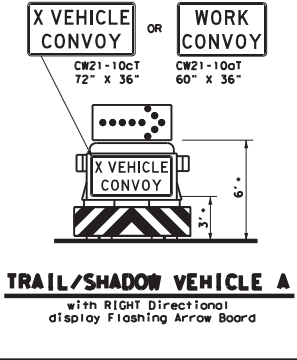 X VEHICLE
CONVOY
OR
WORK
CONVOY
CW21-10cT
72" X 36"
CW21-10aT
60" X 36"
X VEHICLE
CONVOY
3'±
6'±
TRAIL/SHADOW VEHICLE A
with RIGHT Directional
display Flashing Arrow Board